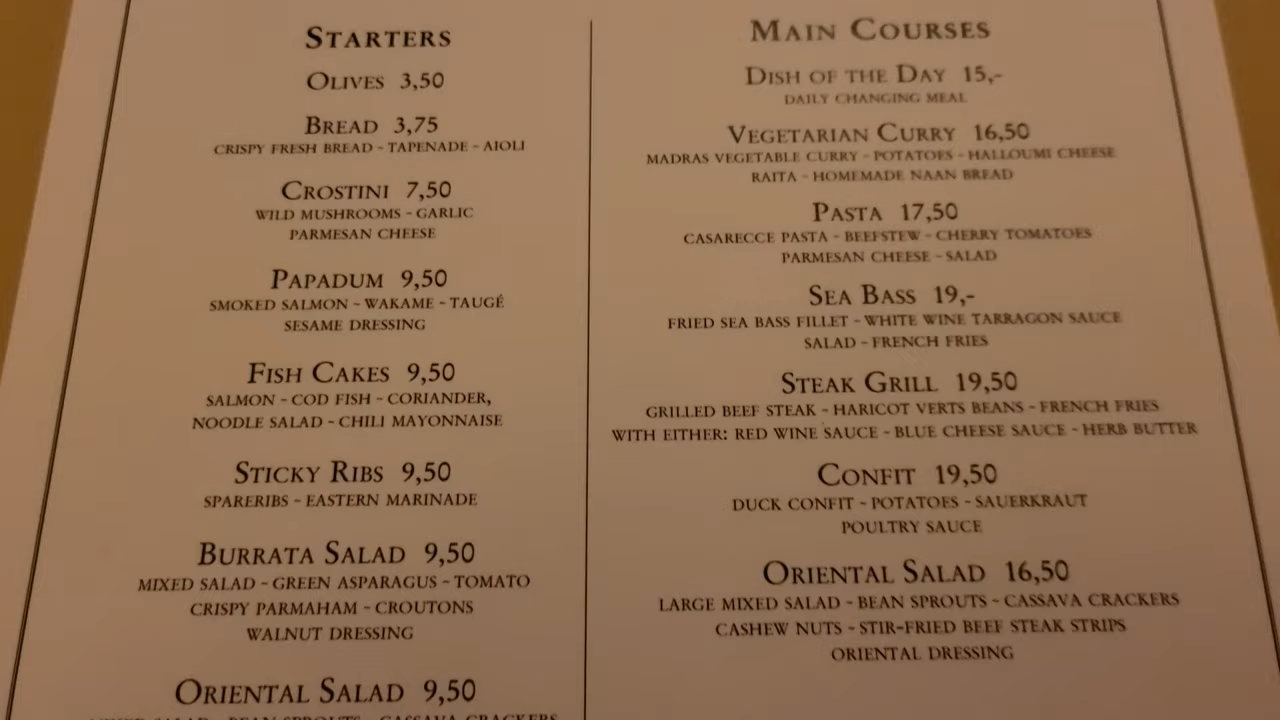 STARTERS
OLIVES 3,50
BREAD 3,75
CRISPY FRESH BREAD - TAPENADE - AIOLI
CROSTINI 7,50
WILD MUSHROOMS - GARLIC
PARMESAN CHEESE
PAPADUM 9,50
SMOKED SALMON - WAKAME - TAUGÉ
SESAME DRESSING
FISH CAKES 9,50
SALMON - COD FISH - CORIANDER,
NOODLE SALAD - CHILI MAYONNAISE
STICKY RIBS 9,50
SPARERIBS - EASTERN MARINADE
BURRATA SALAD 9,50
MIXED SALAD - GREEN ASPARAGUS - TOMATO
CRISPY PARMAHAM - CROUTONS
WALNUT DRESSING
ORIENTAL SALAD 9,50
MIXED SALAD - BEAN SPROUTS - CASSAVA CRACKERS
MAIN COURSES
DISH OF THE DAY 15,-
DAILY CHANGING MEAL
VEGETARIAN CURRY 16,50
MADRAS VEGETABLE CURRY - POTATOES - HALLOUMI CHEESE
RAITA - HOMEMADE NAAN BREAD
PASTA 17,50
CASARECCE PASTA - BEEFSTEW - CHERRY TOMATOES
PARMESAN CHEESE - SALAD
SEA BASS 19,-
FRIED SEA BASS FILLET - WHITE WINE TARRAGON SAUCE
SALAD - FRENCH FRIES
STEAK GRILL 19,50
GRILLED BEEF STEAK - HARICOT VERTS BEANS - FRENCH FRIES
WITH EITHER: RED WINE SAUCE - BLUE CHEESE SAUCE - HERB BUTTER
CONFIT 19,50
DUCK CONFIT - POTATOES - SAUERKRAUT
POULTRY SAUCE
ORIENTAL SALAD 16,50
LARGE MIXED SALAD - BEAN SPROUTS - CASSAVA CRACKERS
CASHEW NUTS - STIR-FRIED BEEF STEAK STRIPS
ORIENTAL DRESSING